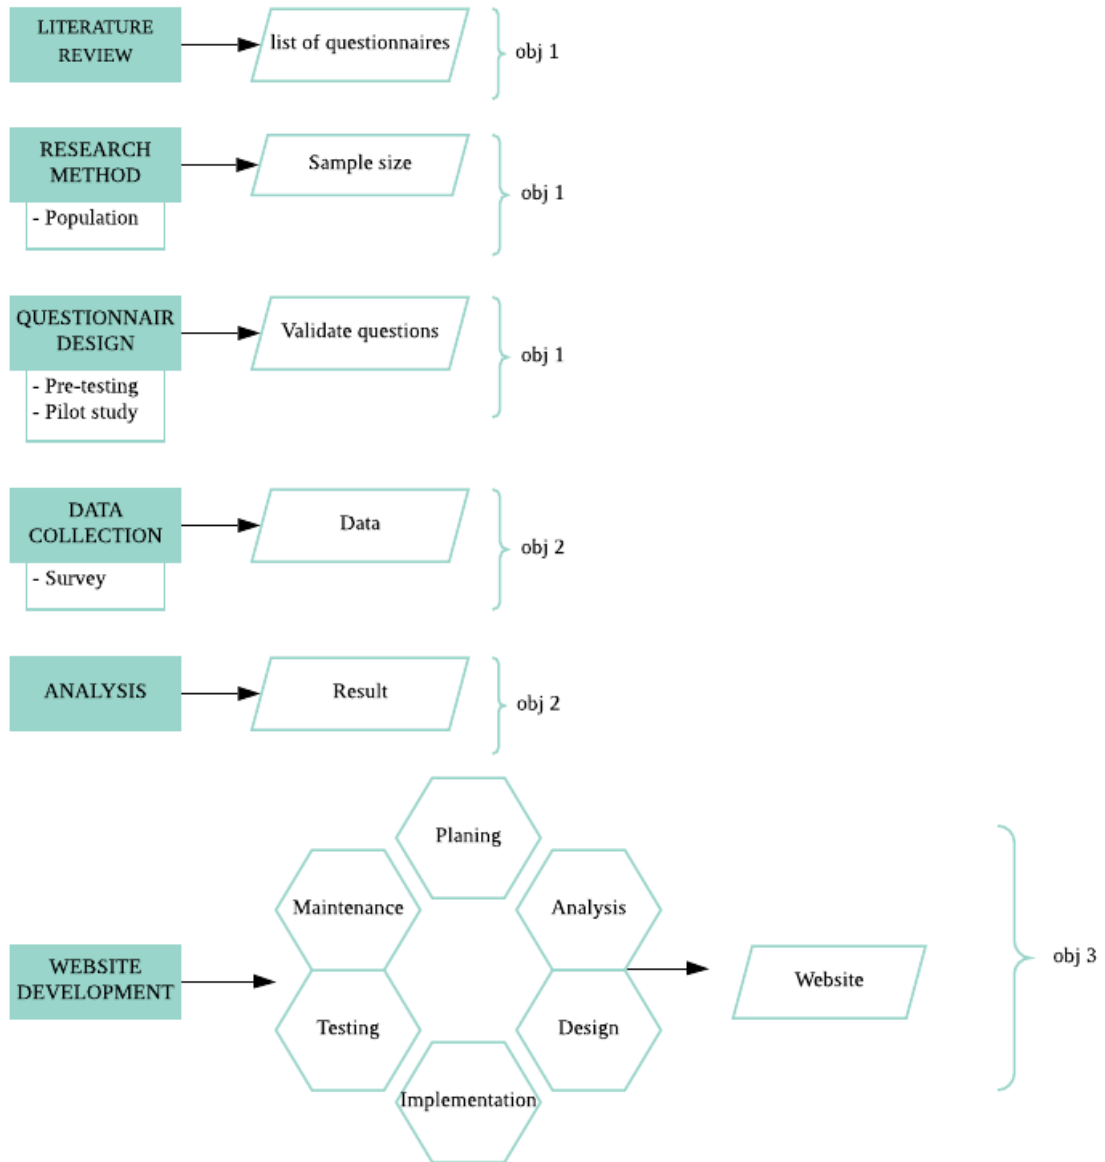 LITERATURE
REVIEW
list of questionnaires
obj 1
RESEARCH
METHOD
- Population
Sample size
obj 1
QUESTIONNAIR
DESIGN
- Pre-testing
- Pilot study
Validate questions
obj 1
DATA
COLLECTION
- Survey
Data
obj 2
ANALYSIS
Result
obj 2
WEBSITE
DEVELOPMENT
Planing
Maintenance
Analysis
Testing
Design
Implementation
Website
obj 3